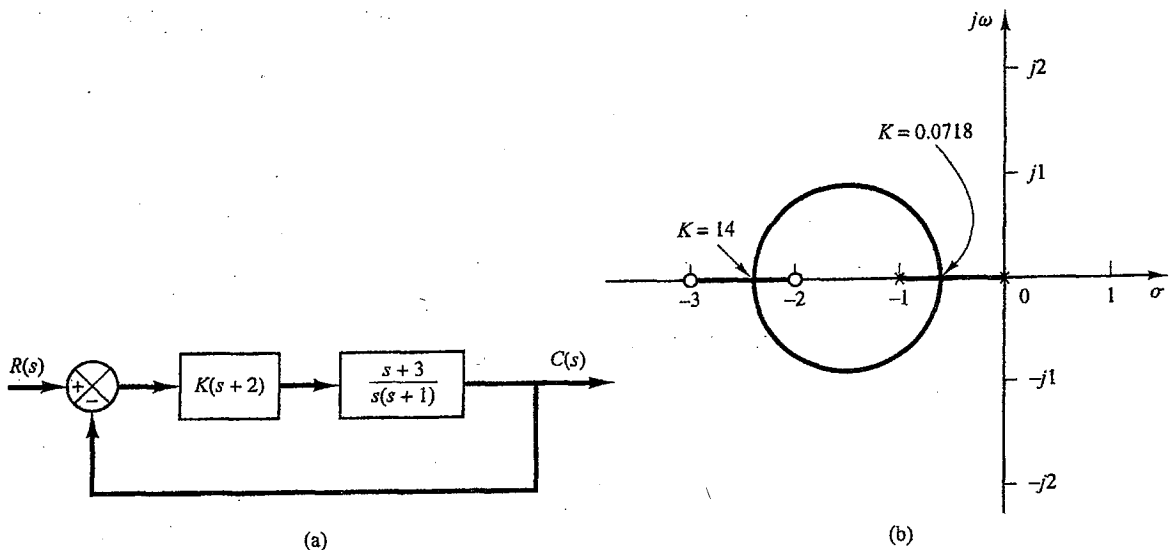 R(s)
+
−
K(s + 2)
s + 3
s(s + 1)
C(s)
(a)
jω
j2
K = 0.0718
j1
K = 14
−3
−2
−1
0
1
σ
−j1
−j2
(b)